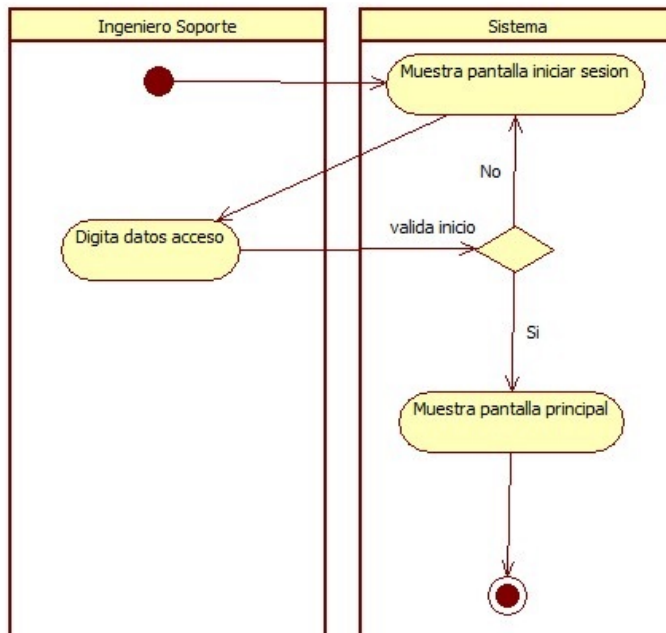 Ingeniero Soporte
Sistema
Muestra pantalla iniciar sesion
No
Digita datos acceso
valida inicio
Si
Muestra pantalla principal